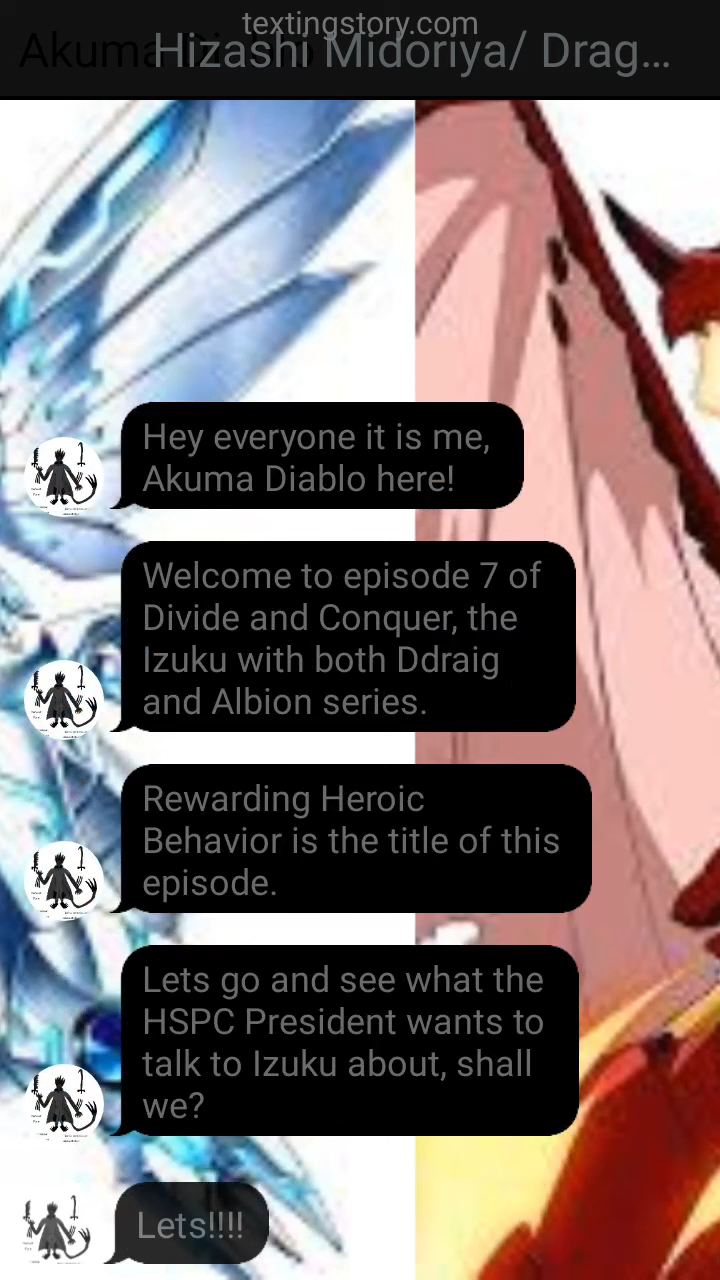 textingstory.com
Akuma Diablo
Hizashi Midoriya/ Drag...
Hey everyone it is me,
Akuma Diablo here!
Welcome to episode 7 of
Divide and Conquer, the
Izuku with both Ddraig
and Albion series.
Rewarding Heroic
Behavior is the title of this
episode.
Lets go and see what the
HSPC President wants to
talk to Izuku about, shall
we?
Lets!!!!